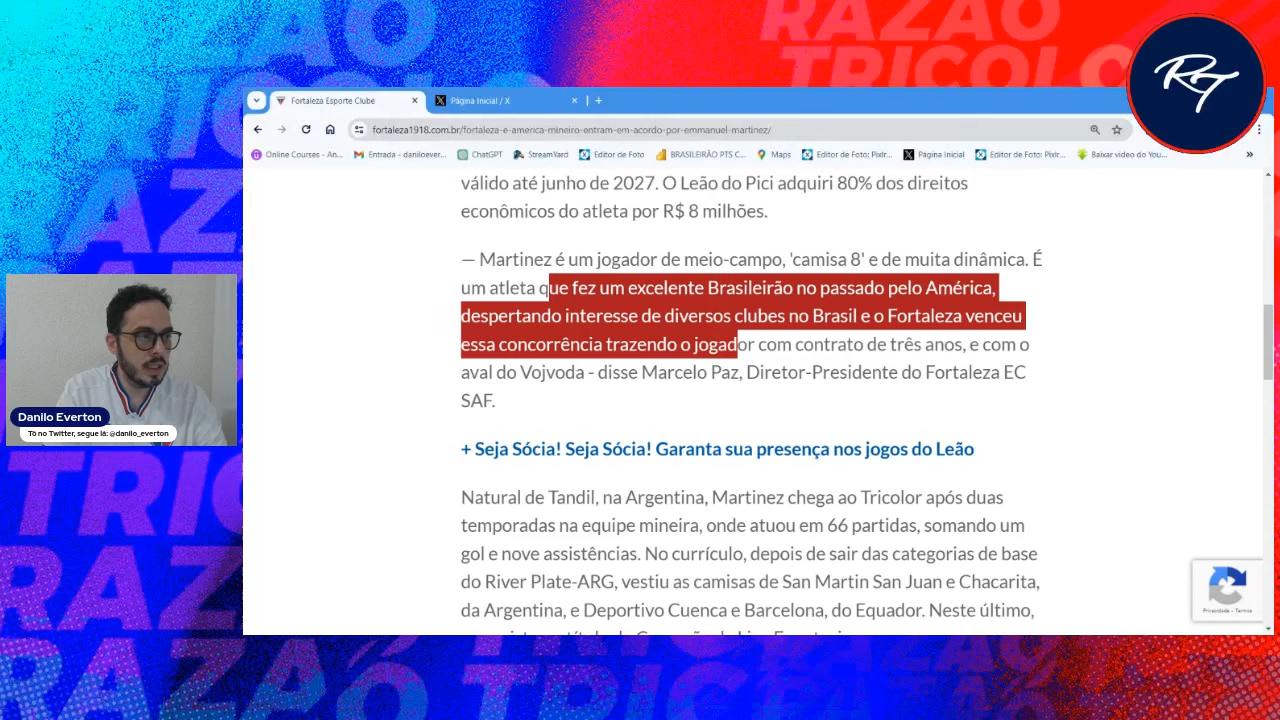 RAZÃO
TRICOLO
RT
Fortaleza Esporte Clube
Página Inicial / X
fortaleza1918.com.br/fortaleza-e-america-mineiro-entram-em-acordo-por-emmanuel-martinez/
Online Courses - An...
Entrada - daniloever...
ChatGPT
StreamYard
Editor de Foto
BRASILEIRÃO PTS C...
Maps
Editor de Foto: Pixlr...
Página Inicial
Editor de Foto: Pixlr...
Baixar video do You...
válido até junho de 2027. O Leão do Pici adquiri 80% dos direitos
econômicos do atleta por R$ 8 milhões.
— Martinez é um jogador de meio-campo, 'camisa 8' e de muita dinâmica. É
um atleta que fez um excelente Brasileirão no passado pelo América,
despertando interesse de diversos clubes no Brasil e o Fortaleza venceu
essa concorrência trazendo o jogador com contrato de três anos, e com o
aval do Vojvoda - disse Marcelo Paz, Diretor-Presidente do Fortaleza EC
SAF.
+ Seja Sócia! Seja Sócia! Garanta sua presença nos jogos do Leão
Natural de Tandil, na Argentina, Martinez chega ao Tricolor após duas
temporadas na equipe mineira, onde atuou em 66 partidas, somando um
gol e nove assistências. No currículo, depois de sair das categorias de base
do River Plate-ARG, vestiu as camisas de San Martin San Juan e Chacarita,
da Argentina, e Deportivo Cuenca e Barcelona, do Equador. Neste último,
Privacidade - Termos
Danilo Everton
Tô no Twitter, segue lá: @danilo_everton